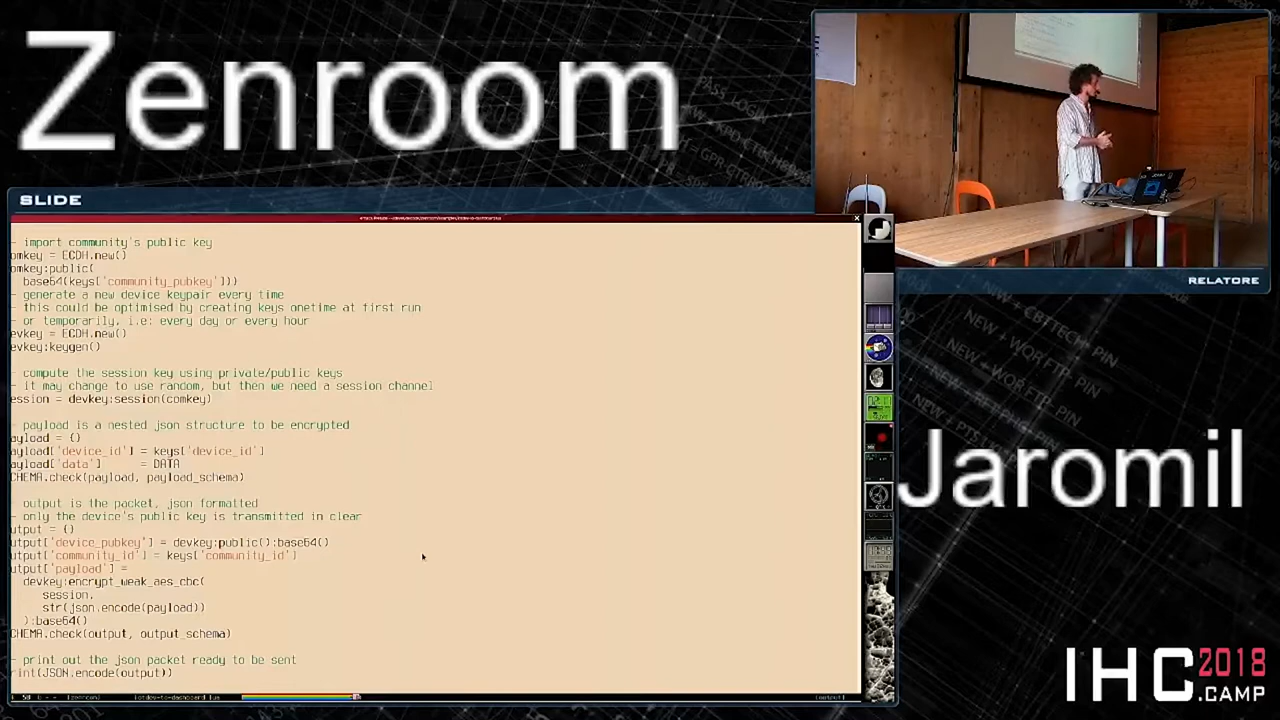 Zenroom
SLIDE
- import community's public key
omkey = ECDH.new()
omkey:public(
base64(keys['community_pubkey']))
- generate a new device keypair every time
- this could be optimised by creating keys onetime at first run
- or temporarily, i.e: every day or every hour
evkey = ECDH.new()
evkey:keygen()
- compute the session key using private/public keys
- it may change to use random, but then we need a session channel
ession = devkey:session(comkey)
- payload is a nested json structure to be encrypted
ayload = {}
ayload['device_id'] = keys['device_id']
ayload['data'] = DATA
CHEMA.check(payload, payload_schema)
- output is the packet, json formatted
- only the device's public key is transmitted in clear
utput = {}
utput['device_pubkey'] = devkey:public():base64()
utput['community_id'] = keys['community_id']
utput['payload'] =
devkey:encrypt_weak_aes_cbc(
session,
str(json.encode(payload))
):base64()
CHEMA.check(output, output_schema)
- print out the json packet ready to be sent
rint(JSON.encode(output))
RELATORE
Jaromil
IHC 2018
.CAMP